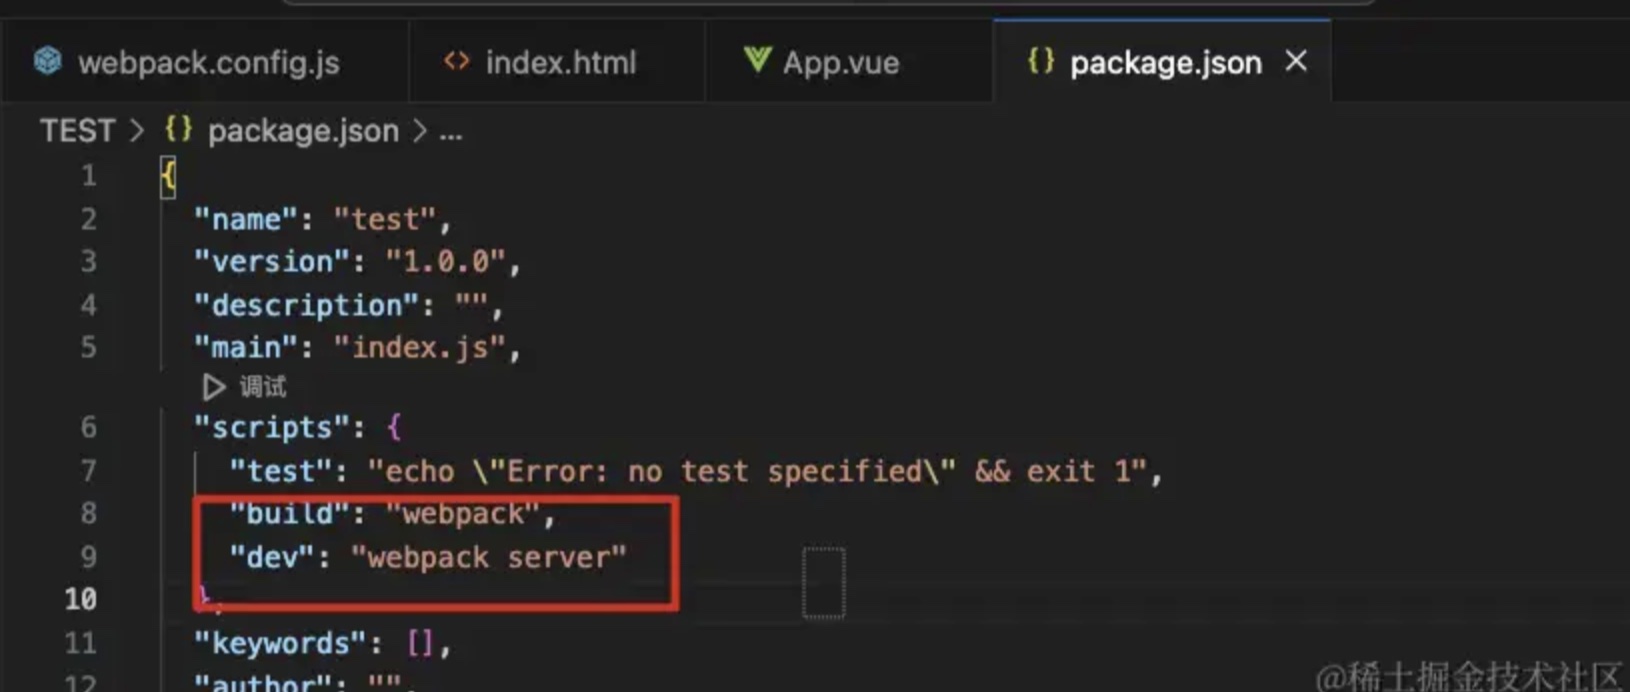 webpack.config.js
index.html
App.vue
{} package.json ×
TEST > {} package.json > ...
1 {
2 "name": "test",
3 "version": "1.0.0",
4 "description": "",
5 "main": "index.js",
调试
6 "scripts": {
7 "test": "echo \"Error: no test specified\" && exit 1",
8 "build": "webpack",
9 "dev": "webpack server"
10 },
11 "keywords": [],
12 "author": "",
@稀土掘金技术社区